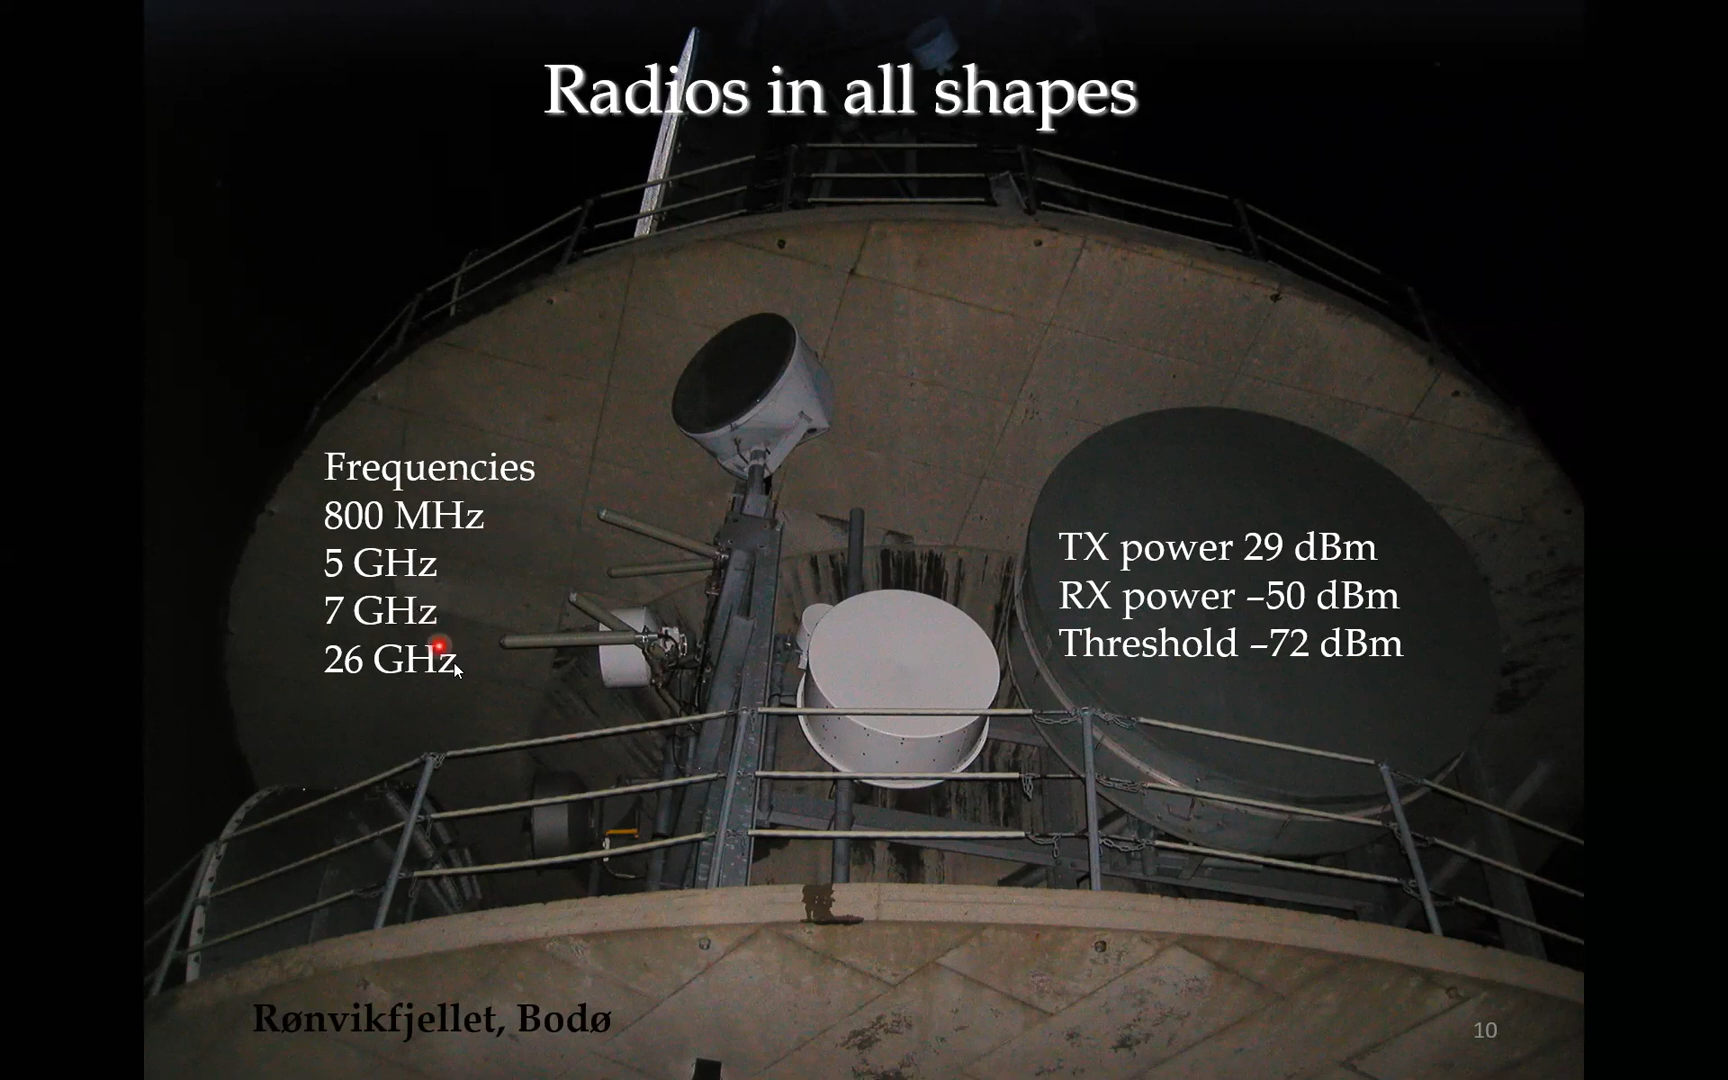 Radios in all shapes
Frequencies
800 MHz
5 GHz
7 GHz
26 GHz
TX power 29 dBm
RX power –50 dBm
Threshold –72 dBm
Rønvikfjellet, Bodø
10